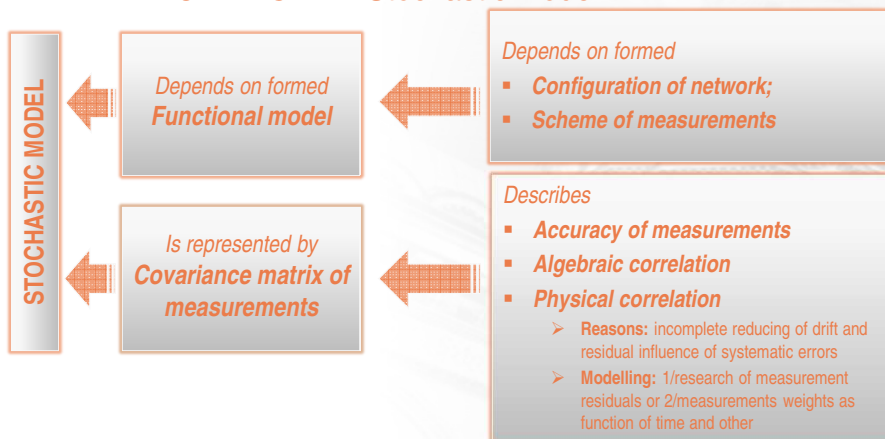 STOCHASTIC MODEL
Depends on formed
Functional model
Depends on formed
▪ Configuration of network;
▪ Scheme of measurements
Is represented by
Covariance matrix of
measurements
Describes
▪ Accuracy of measurements
▪ Algebraic correlation
▪ Physical correlation
➢ Reasons: incomplete reducing of drift and
residual influence of systematic errors
➢ Modelling: 1/research of measurement
residuals or 2/measurements weights as
function of time and other